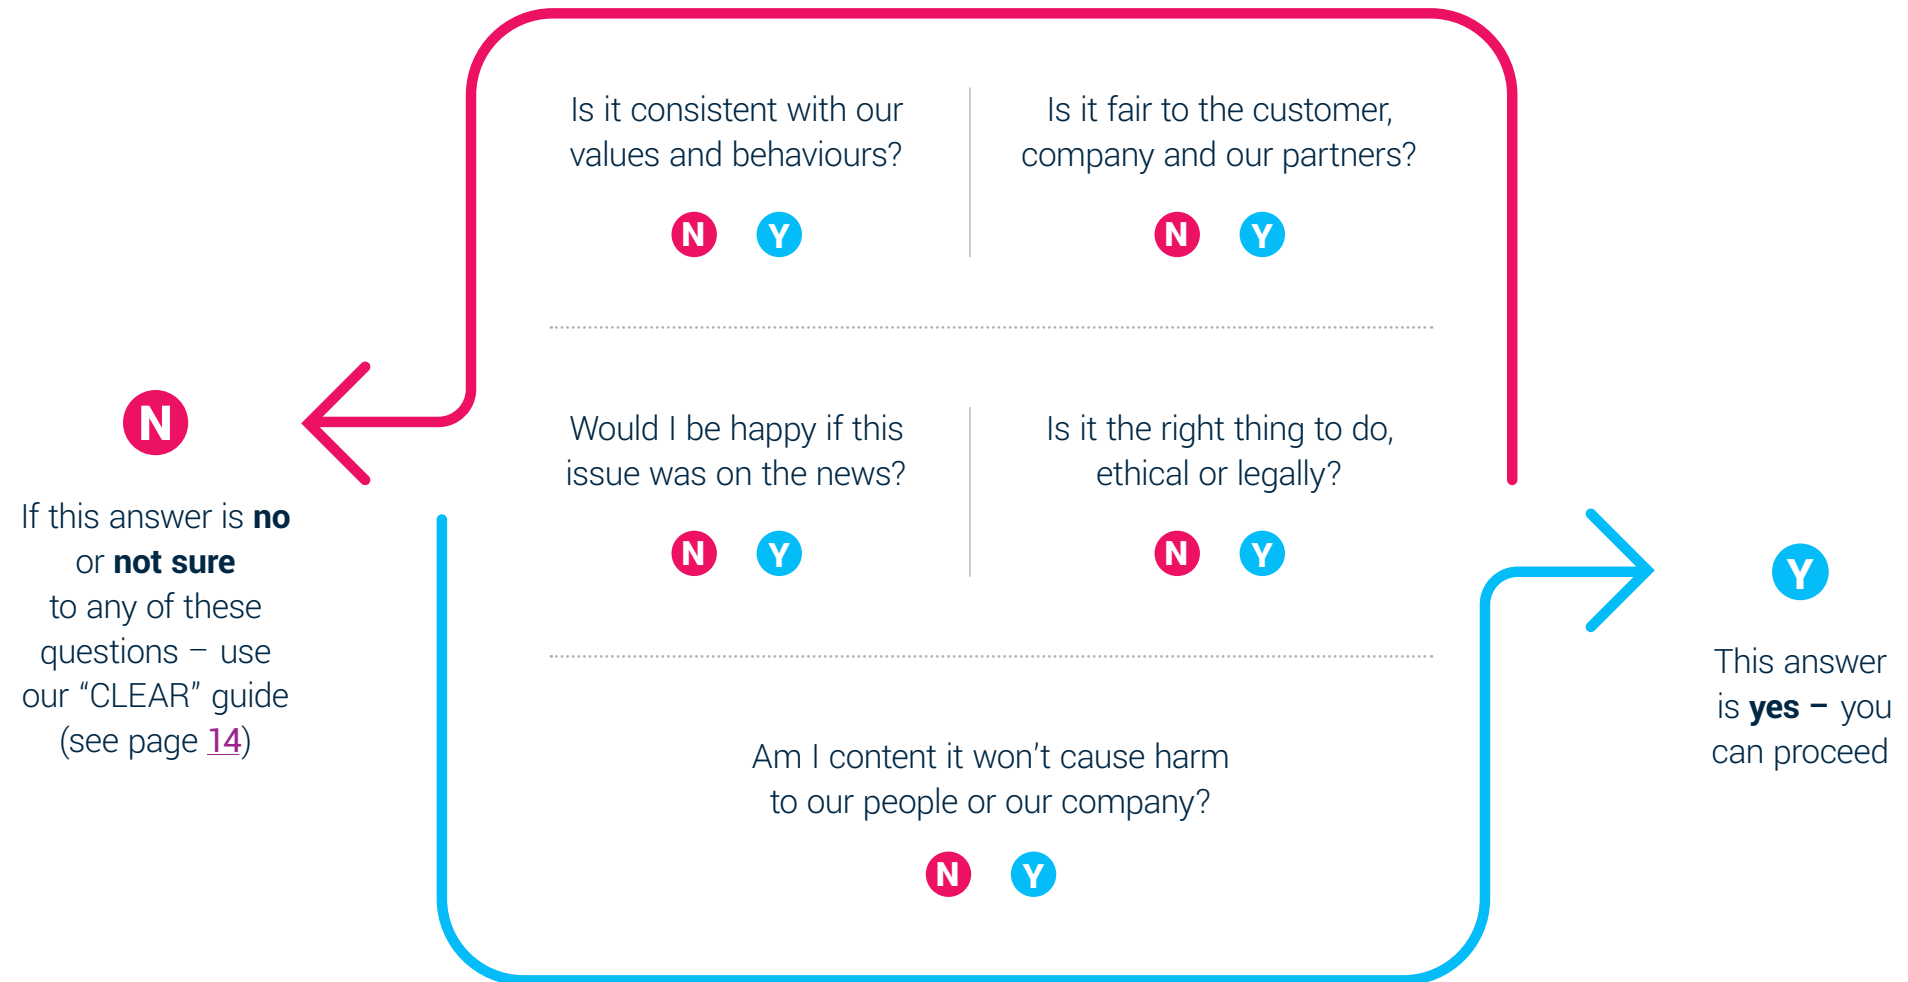 Is it consistent with our
values and behaviours?
N Y
Is it fair to the customer,
company and our partners?
N Y
Would I be happy if this
issue was on the news?
N Y
Is it the right thing to do,
ethical or legally?
N Y
Am I content it won’t cause harm
to our people or our company?
N Y
N
If this answer is no
or not sure
to any of these
questions – use
our “CLEAR” guide
(see page 14)
Y
This answer
is yes – you
can proceed